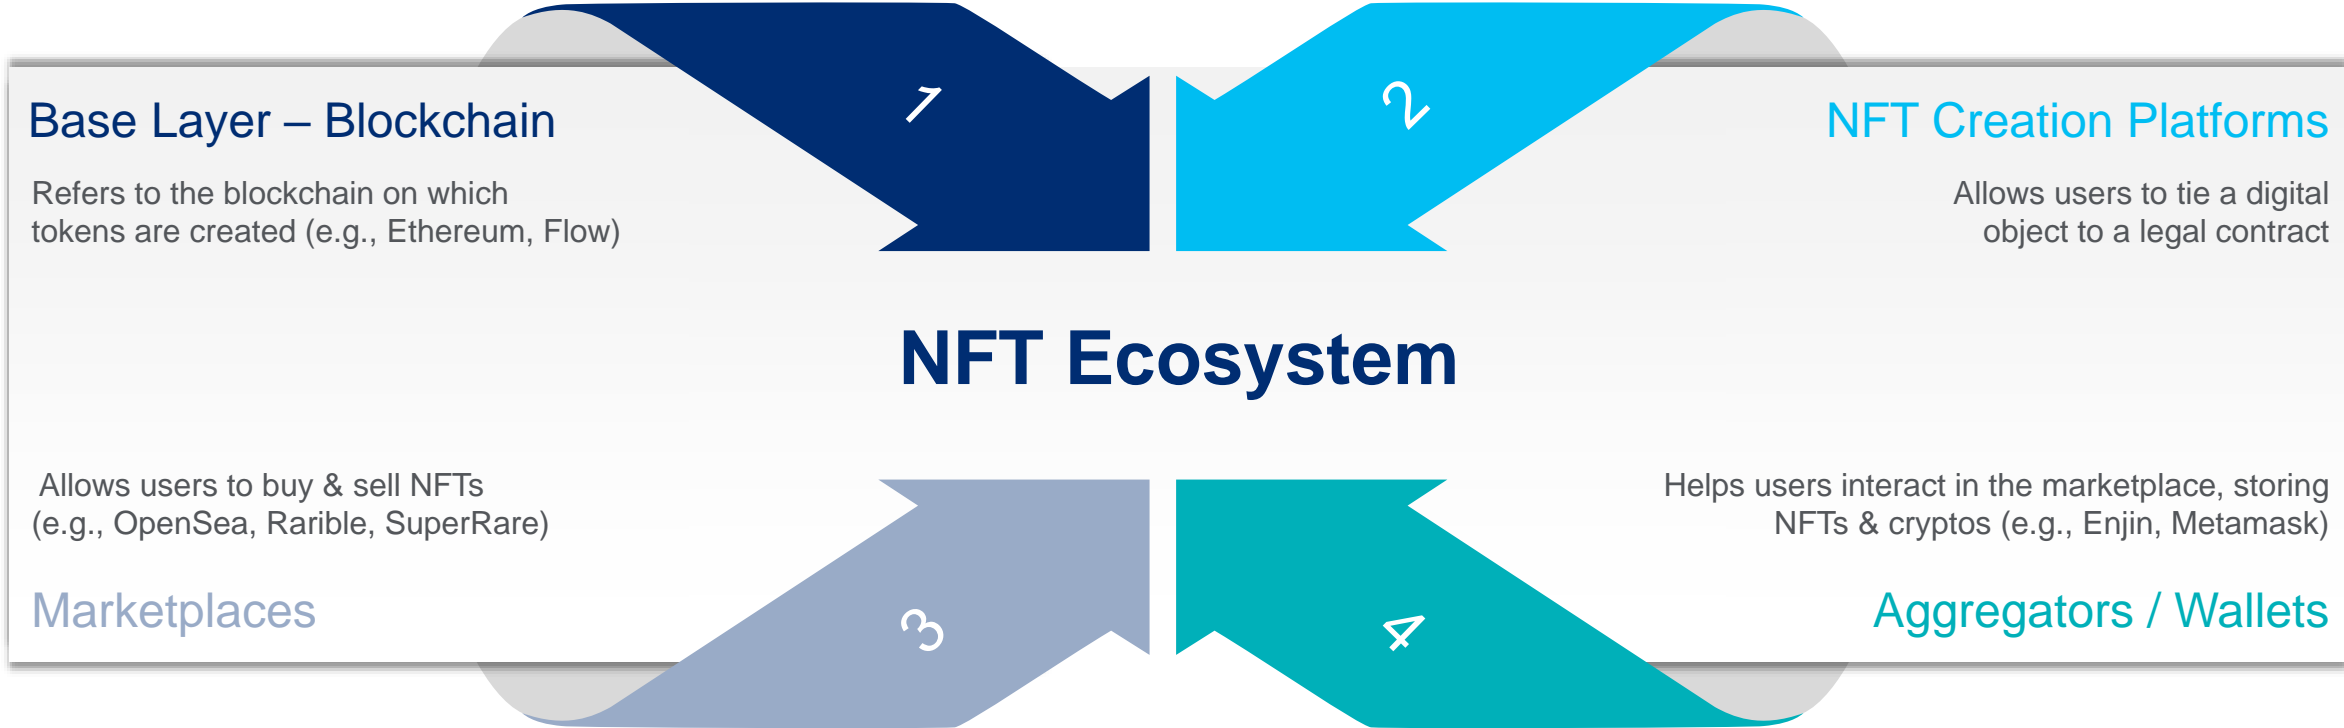 1
Base Layer – Blockchain
Refers to the blockchain on which
tokens are created (e.g., Ethereum, Flow)
2
NFT Creation Platforms
Allows users to tie a digital
object to a legal contract
NFT Ecosystem
Allows users to buy & sell NFTs
(e.g., OpenSea, Rarible, SuperRare)
Marketplaces
3
Helps users interact in the marketplace, storing
NFTs & cryptos (e.g., Enjin, Metamask)
Aggregators / Wallets
4